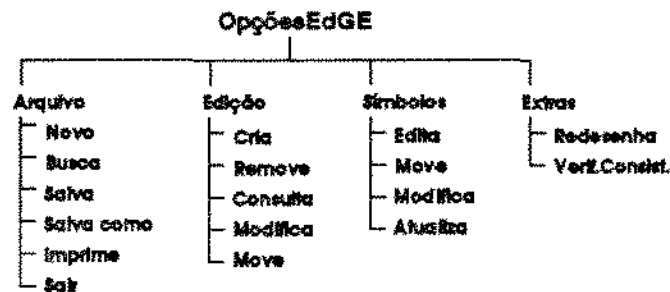 OpçõesEdGE
Arquivo
Novo
Busca
Salva
Salva como
Imprime
Sair
Edição
Cria
Remove
Consulta
Modifica
Move
Símbolos
Edita
Move
Modifica
Atualiza
Extras
Redesenha
Verif.Consist.